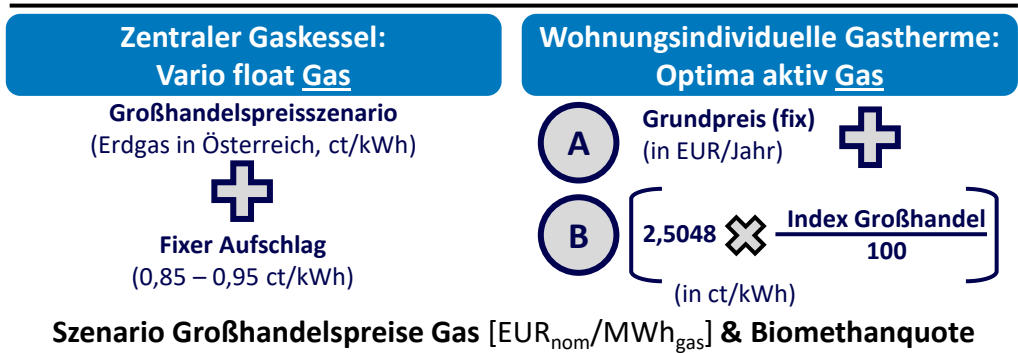 Zentraler Gaskessel:
Vario float Gas
Großhandelspreisszenario
(Erdgas in Österreich, ct/kWh)
Fixer Aufschlag
(0,85 – 0,95 ct/kWh)
Wohnungsindividuelle Gastherme:
Optima aktiv Gas
A
Grundpreis (fix)
(in EUR/Jahr)
B
2,5048
Index Großhandel
100
(in ct/kWh)
Szenario Großhandelspreise Gas [EURnom/MWhgas] & Biomethanquote